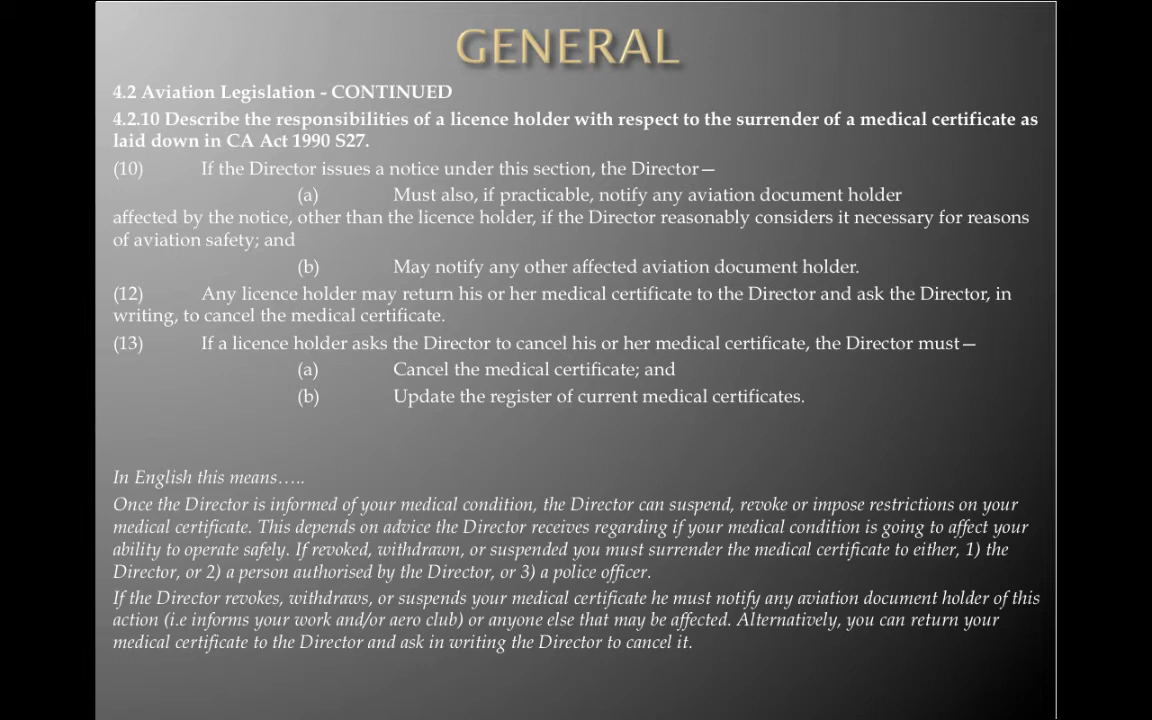 GENERAL
4.2 Aviation Legislation - CONTINUED
4.2.10 Describe the responsibilities of a licence holder with respect to the surrender of a medical certificate as
laid down in CA Act 1990 S27.
(10) If the Director issues a notice under this section, the Director—
(a) Must also, if practicable, notify any aviation document holder
affected by the notice, other than the licence holder, if the Director reasonably considers it necessary for reasons
of aviation safety; and
(b) May notify any other affected aviation document holder.
(12) Any licence holder may return his or her medical certificate to the Director and ask the Director, in
writing, to cancel the medical certificate.
(13) If a licence holder asks the Director to cancel his or her medical certificate, the Director must—
(a) Cancel the medical certificate; and
(b) Update the register of current medical certificates.
In English this means…..
Once the Director is informed of your medical condition, the Director can suspend, revoke or impose restrictions on your
medical certificate. This depends on advice the Director receives regarding if your medical condition is going to affect your
ability to operate safely. If revoked, withdrawn, or suspended you must surrender the medical certificate to either, 1) the
Director, or 2) a person authorised by the Director, or 3) a police officer.
If the Director revokes, withdraws, or suspends your medical certificate he must notify any aviation document holder of this
action (i.e informs your work and/or aero club) or anyone else that may be affected. Alternatively, you can return your
medical certificate to the Director and ask in writing the Director to cancel it.